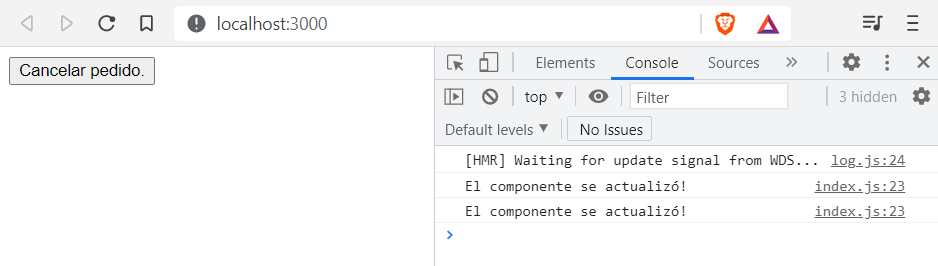 localhost:3000
Cancelar pedido.
Elements Console Sources
top Filter 3 hidden
Default levels No Issues
[HMR] Waiting for update signal from WDS... log.js:24
El componente se actualizó! index.js:23
El componente se actualizó! index.js:23